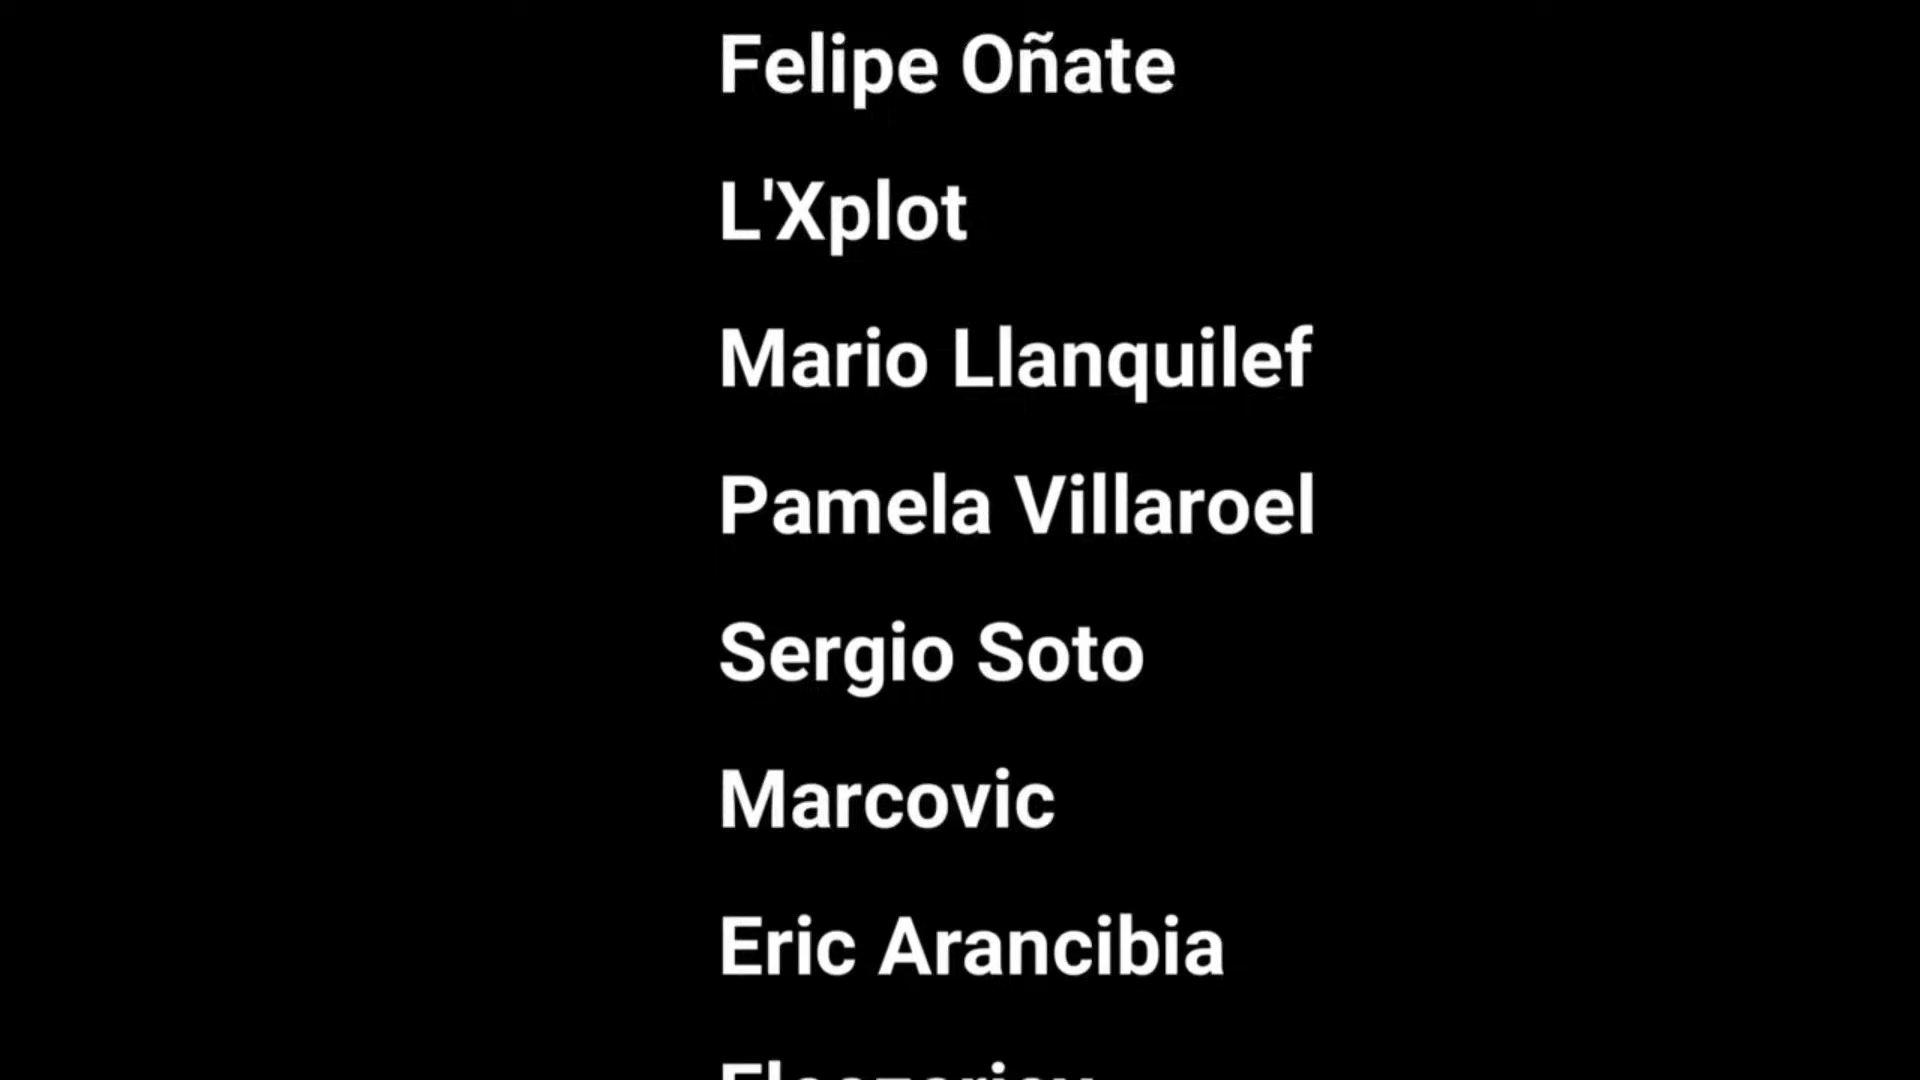 Felipe Oñate
L'Xplot
Mario Llanquilef
Pamela Villaroel
Sergio Soto
Marcovic
Eric Arancibia